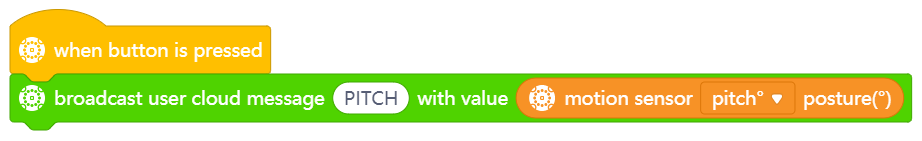 when button is pressed
broadcast user cloud message PITCH with value motion sensor pitch° ▼ posture(°)